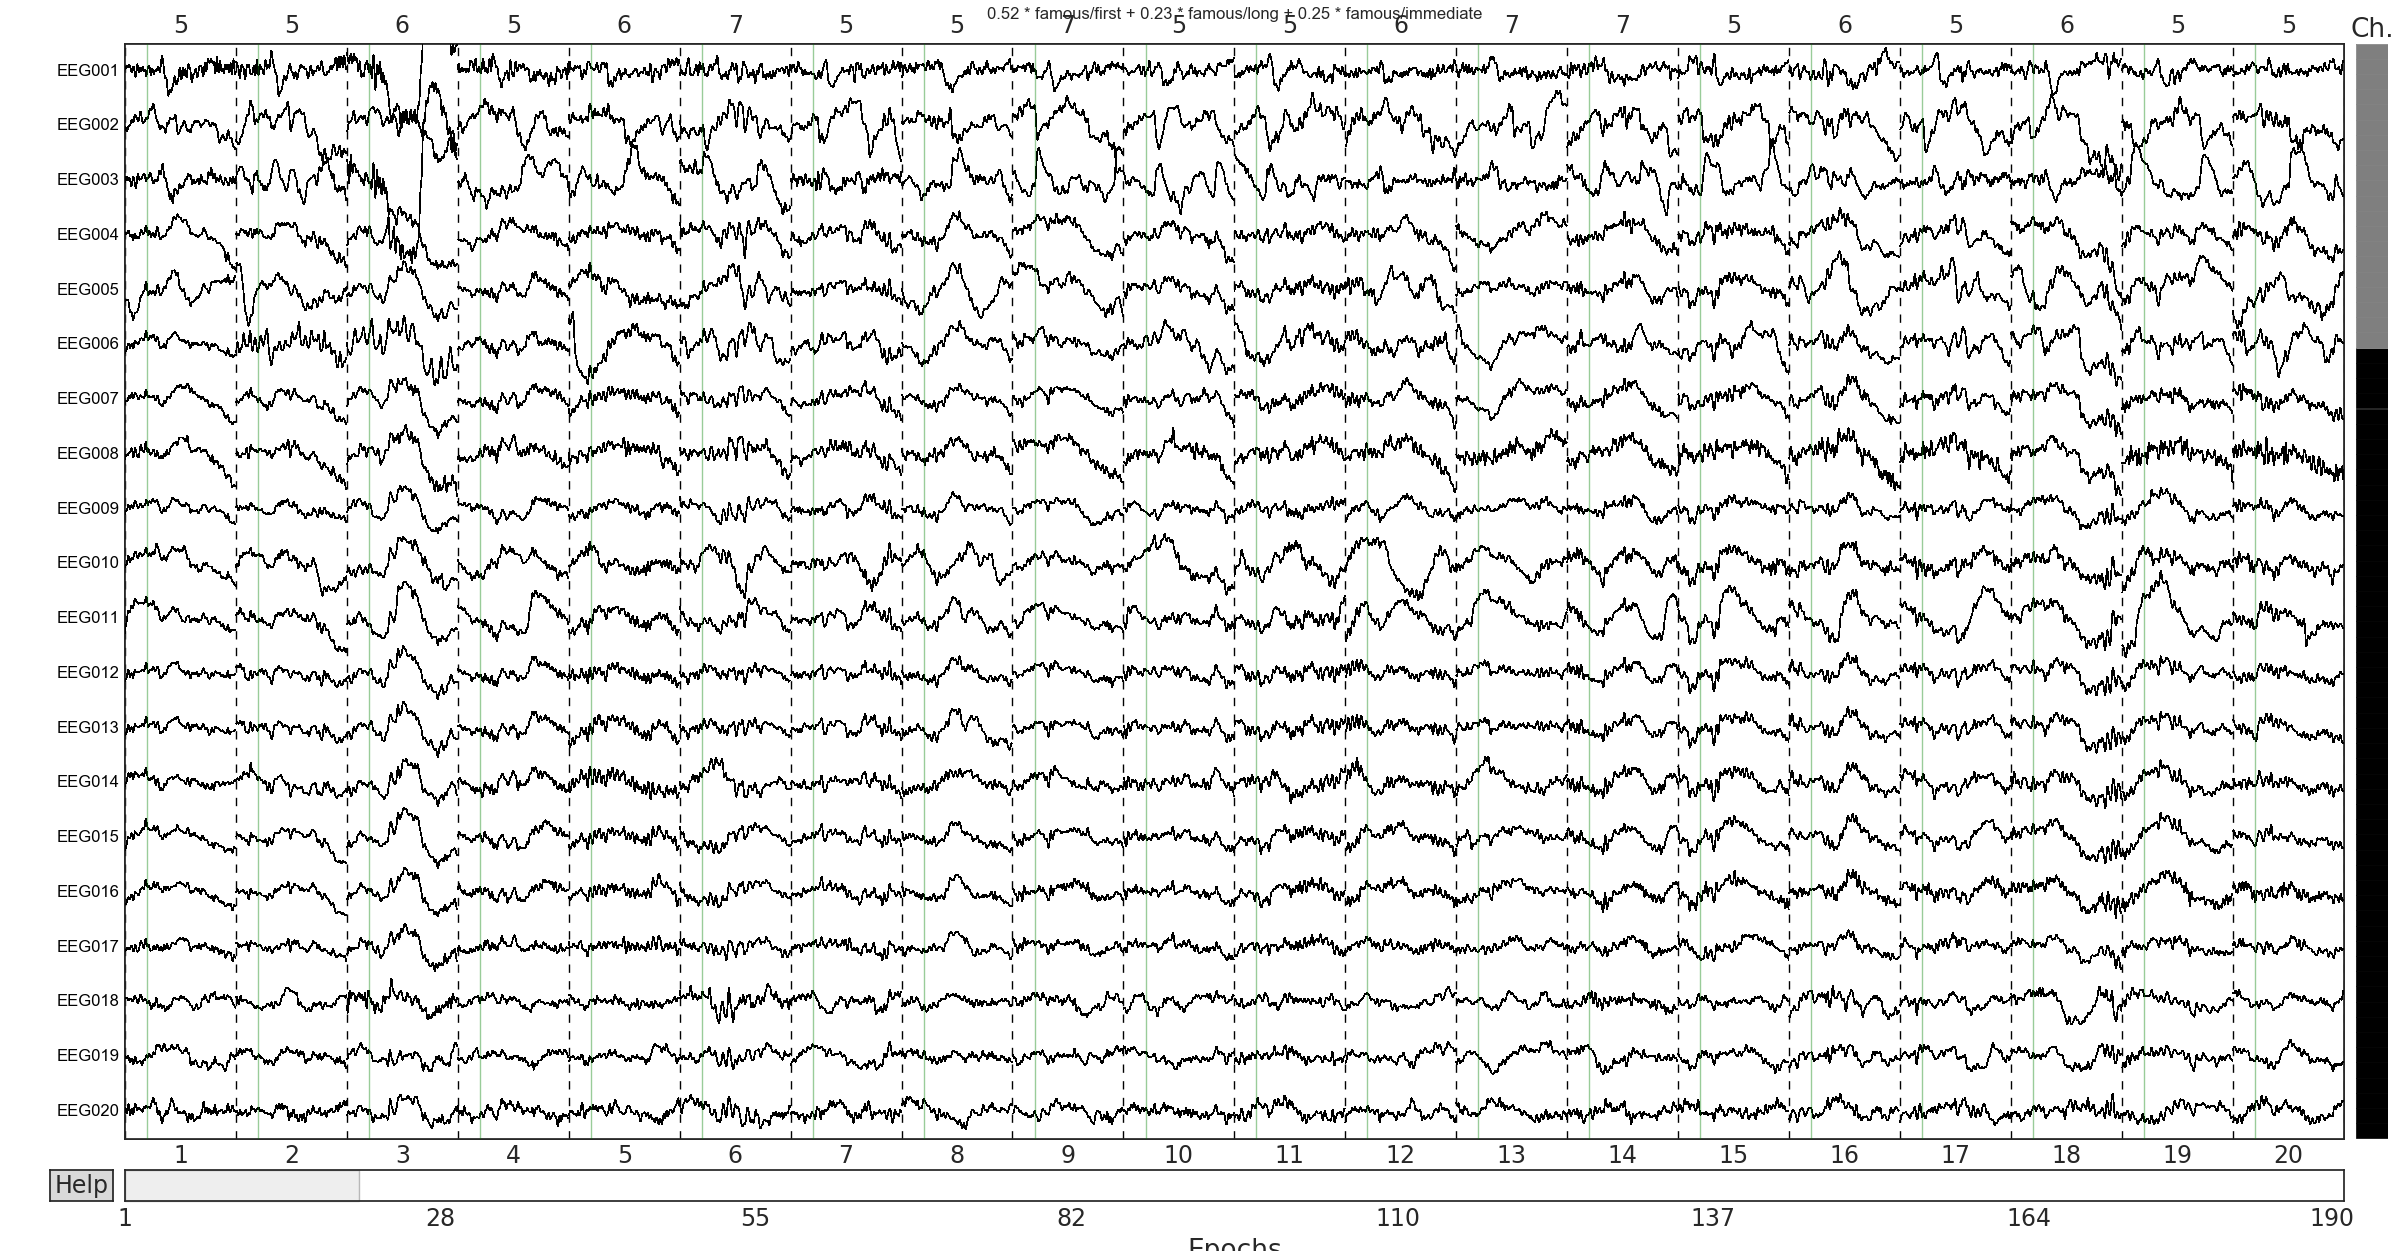 0.52 * famous/first + 0.23 * famous/long + 0.25 * famous/immediate
5 5 6 5 6 7 5 5 7 5 5 6 7 7 5 6 5 6 5 5 Ch.
EEG001
EEG002
EEG003
EEG004
EEG005
EEG006
EEG007
EEG008
EEG009
EEG010
EEG011
EEG012
EEG013
EEG014
EEG015
EEG016
EEG017
EEG018
EEG019
EEG020
1 2 3 4 5 6 7 8 9 10 11 12 13 14 15 16 17 18 19 20
Help
1 28 55 82 110 137 164 190
Epochs